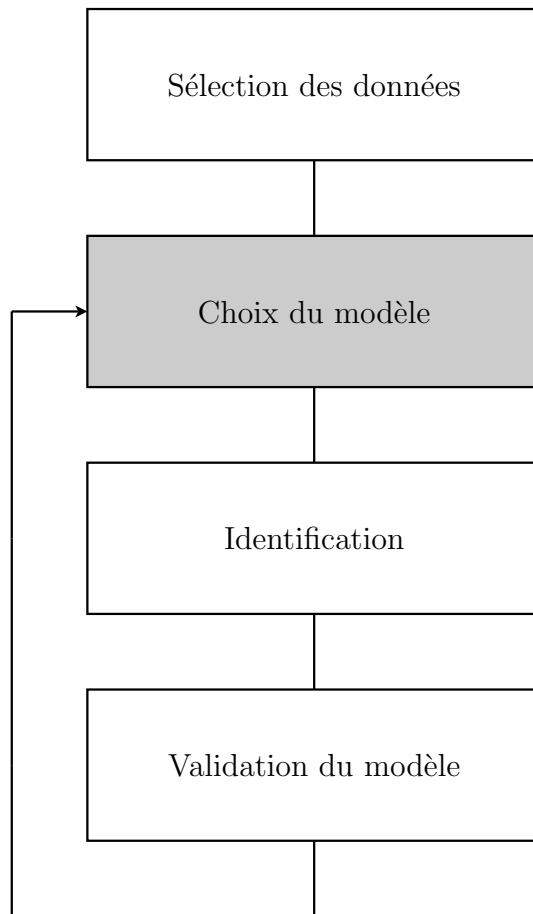 Sélection des données
Choix du modèle
Identification
Validation du modèle